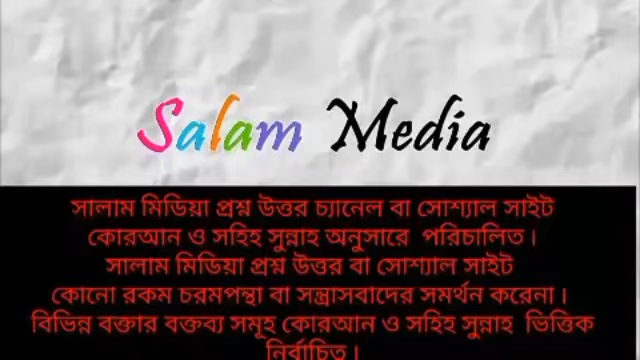 Salam Media
সালাম মিডিয়া প্রশ্ন উত্তর চ্যানেল বা সোশ্যাল সাইট
কোরআন ও সহিহ সুন্নাহ অনুসারে পরিচালিত।
সালাম মিডিয়া প্রশ্ন উত্তর বা সোশ্যাল সাইট
কোনো রকম চরমপন্থা বা সন্ত্রাসবাদের সমর্থন করেনা।
বিভিন্ন বক্তার বক্তব্য সমূহ কোরআন ও সহিহ সুন্নাহ ভিত্তিক
নির্বাচিত।